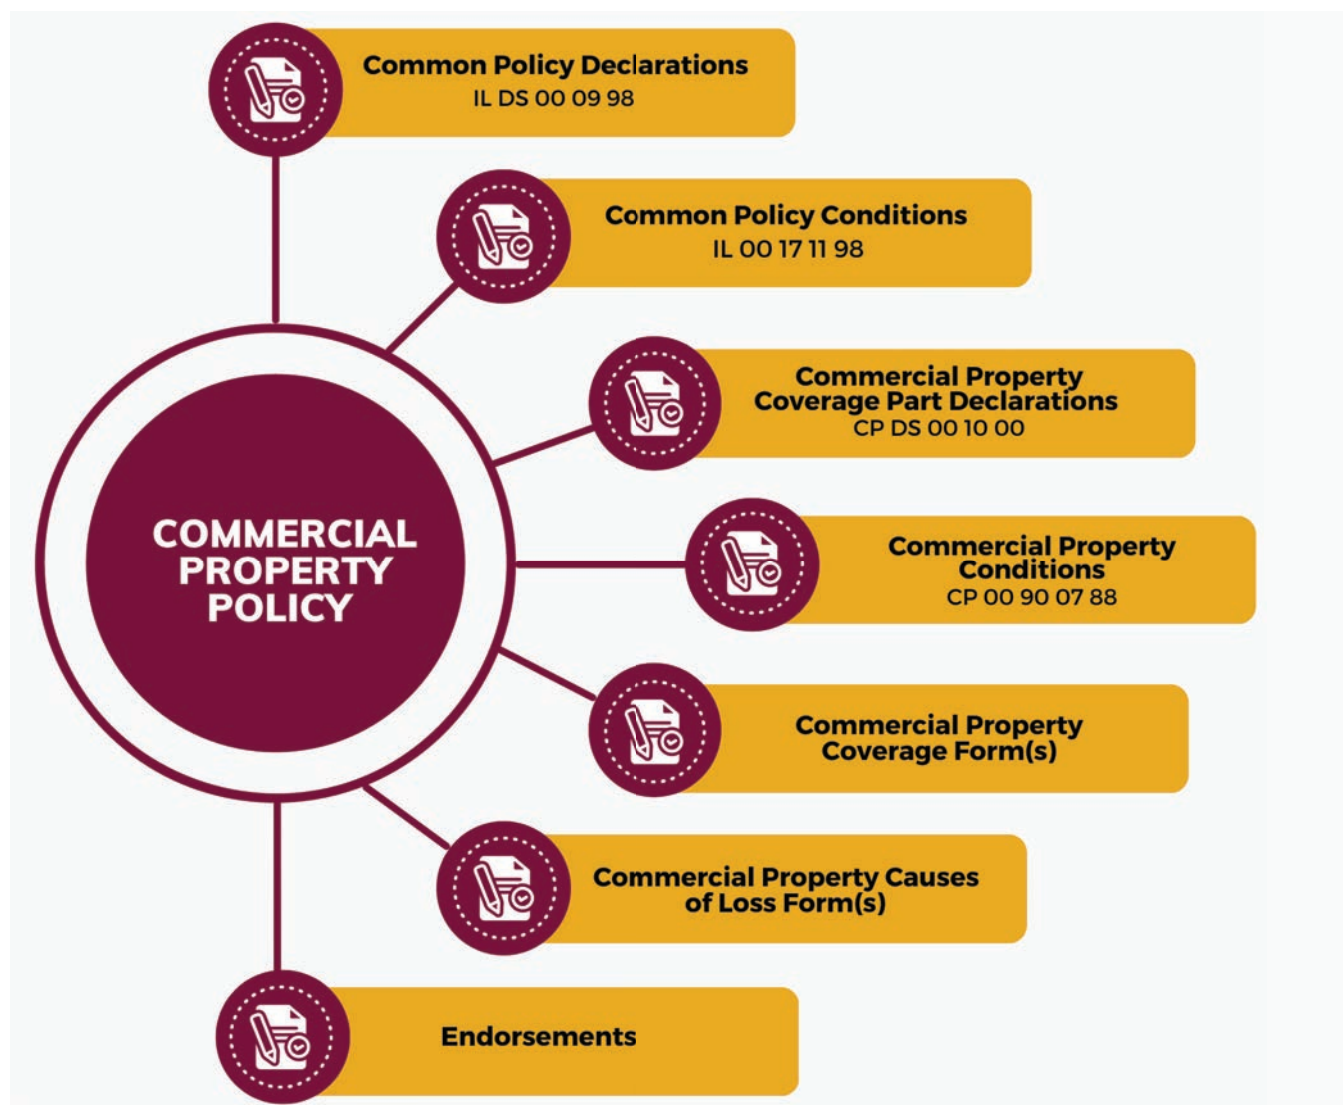 Common Policy Declarations
IL DS 00 09 98
Common Policy Conditions
IL 00 17 11 98
Commercial Property
Coverage Part Declarations
CP DS 00 10 00
COMMERCIAL
PROPERTY
POLICY
Commercial Property
Conditions
CP 00 90 07 88
Commercial Property
Coverage Form(s)
Commercial Property Causes
of Loss Form(s)
Endorsements